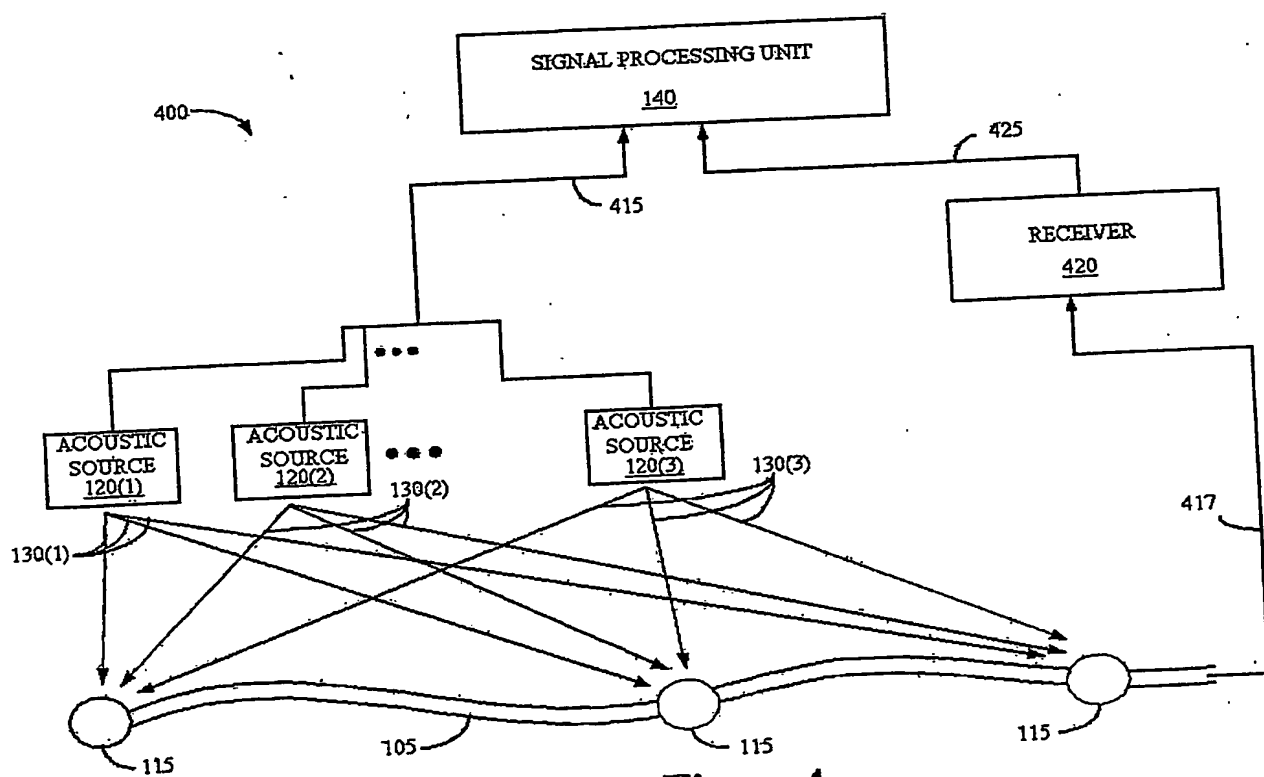 SIGNAL PROCESSING UNIT
140
400
425
415
RECEIVER
420
ACOUSTIC
SOURCE
120(1)
ACOUSTIC
SOURCE
120(2)
ACOUSTIC
SOURCE
120(3)
130(2)
130(3)
417
130(1)
105
115
115
115